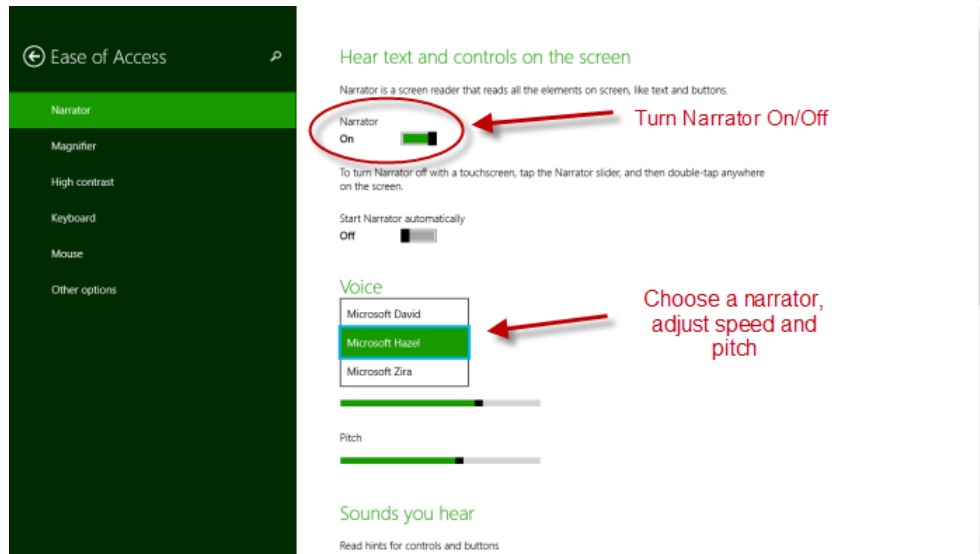 Ease of Access
Narrator
Magnifier
High contrast
Keyboard
Mouse
Other options
Hear text and controls on the screen
Narrator is a screen reader that reads all the elements on screen, like text and buttons.
Narrator
On
Turn Narrator On/Off
To turn Narrator off with a touchscreen, tap the Narrator slider, and then double-tap anywhere
on the screen.
Start Narrator automatically
Off
Voice
Microsoft David
Microsoft Hazel
Microsoft Zira
Choose a narrator,
adjust speed and
pitch
Pitch
Sounds you hear
Read hints for controls and buttons